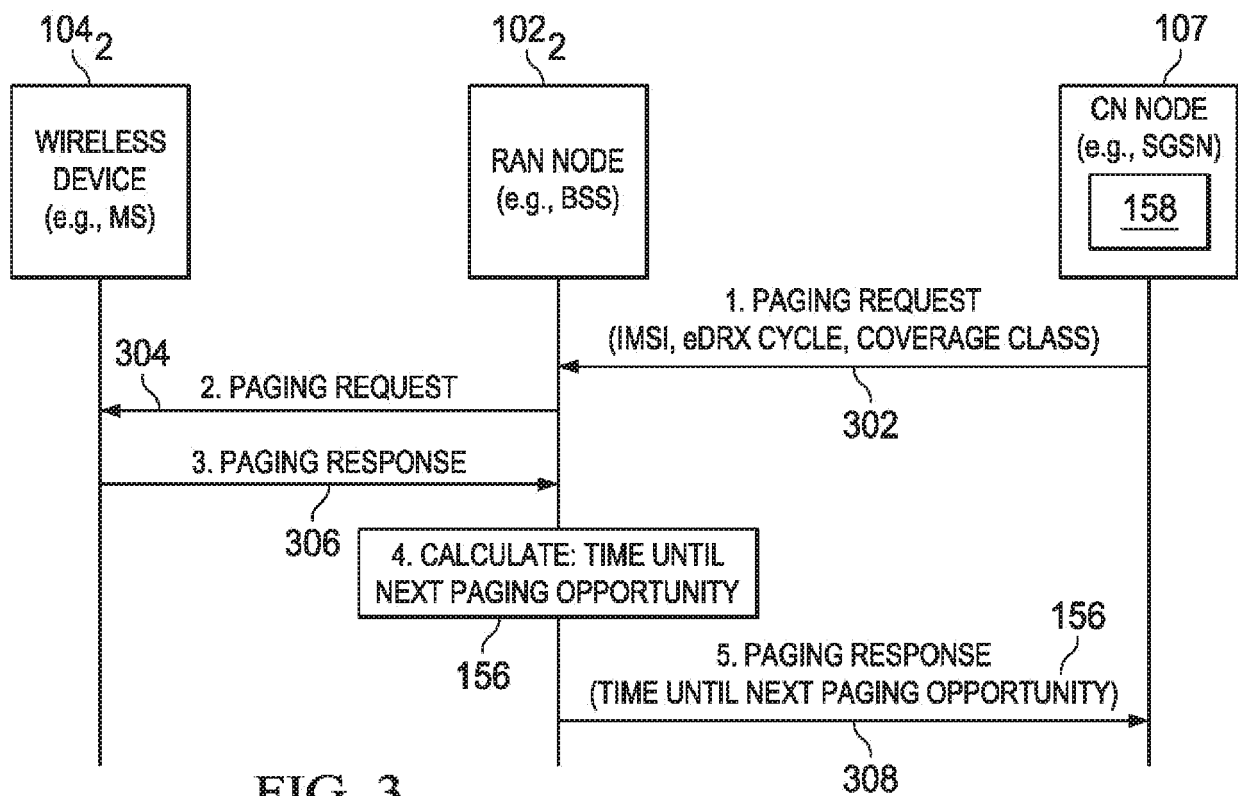 104₂
102₂
107
WIRELESS
DEVICE
(e.g., MS)
RAN NODE
(e.g., BSS)
CN NODE
(e.g., SGSN)
158
1. PAGING REQUEST
(IMSI, eDRX CYCLE, COVERAGE CLASS)
302
304
2. PAGING REQUEST
3. PAGING RESPONSE
306
4. CALCULATE: TIME UNTIL
NEXT PAGING OPPORTUNITY
156
5. PAGING RESPONSE
156
(TIME UNTIL NEXT PAGING OPPORTUNITY)
308
FIG. 3